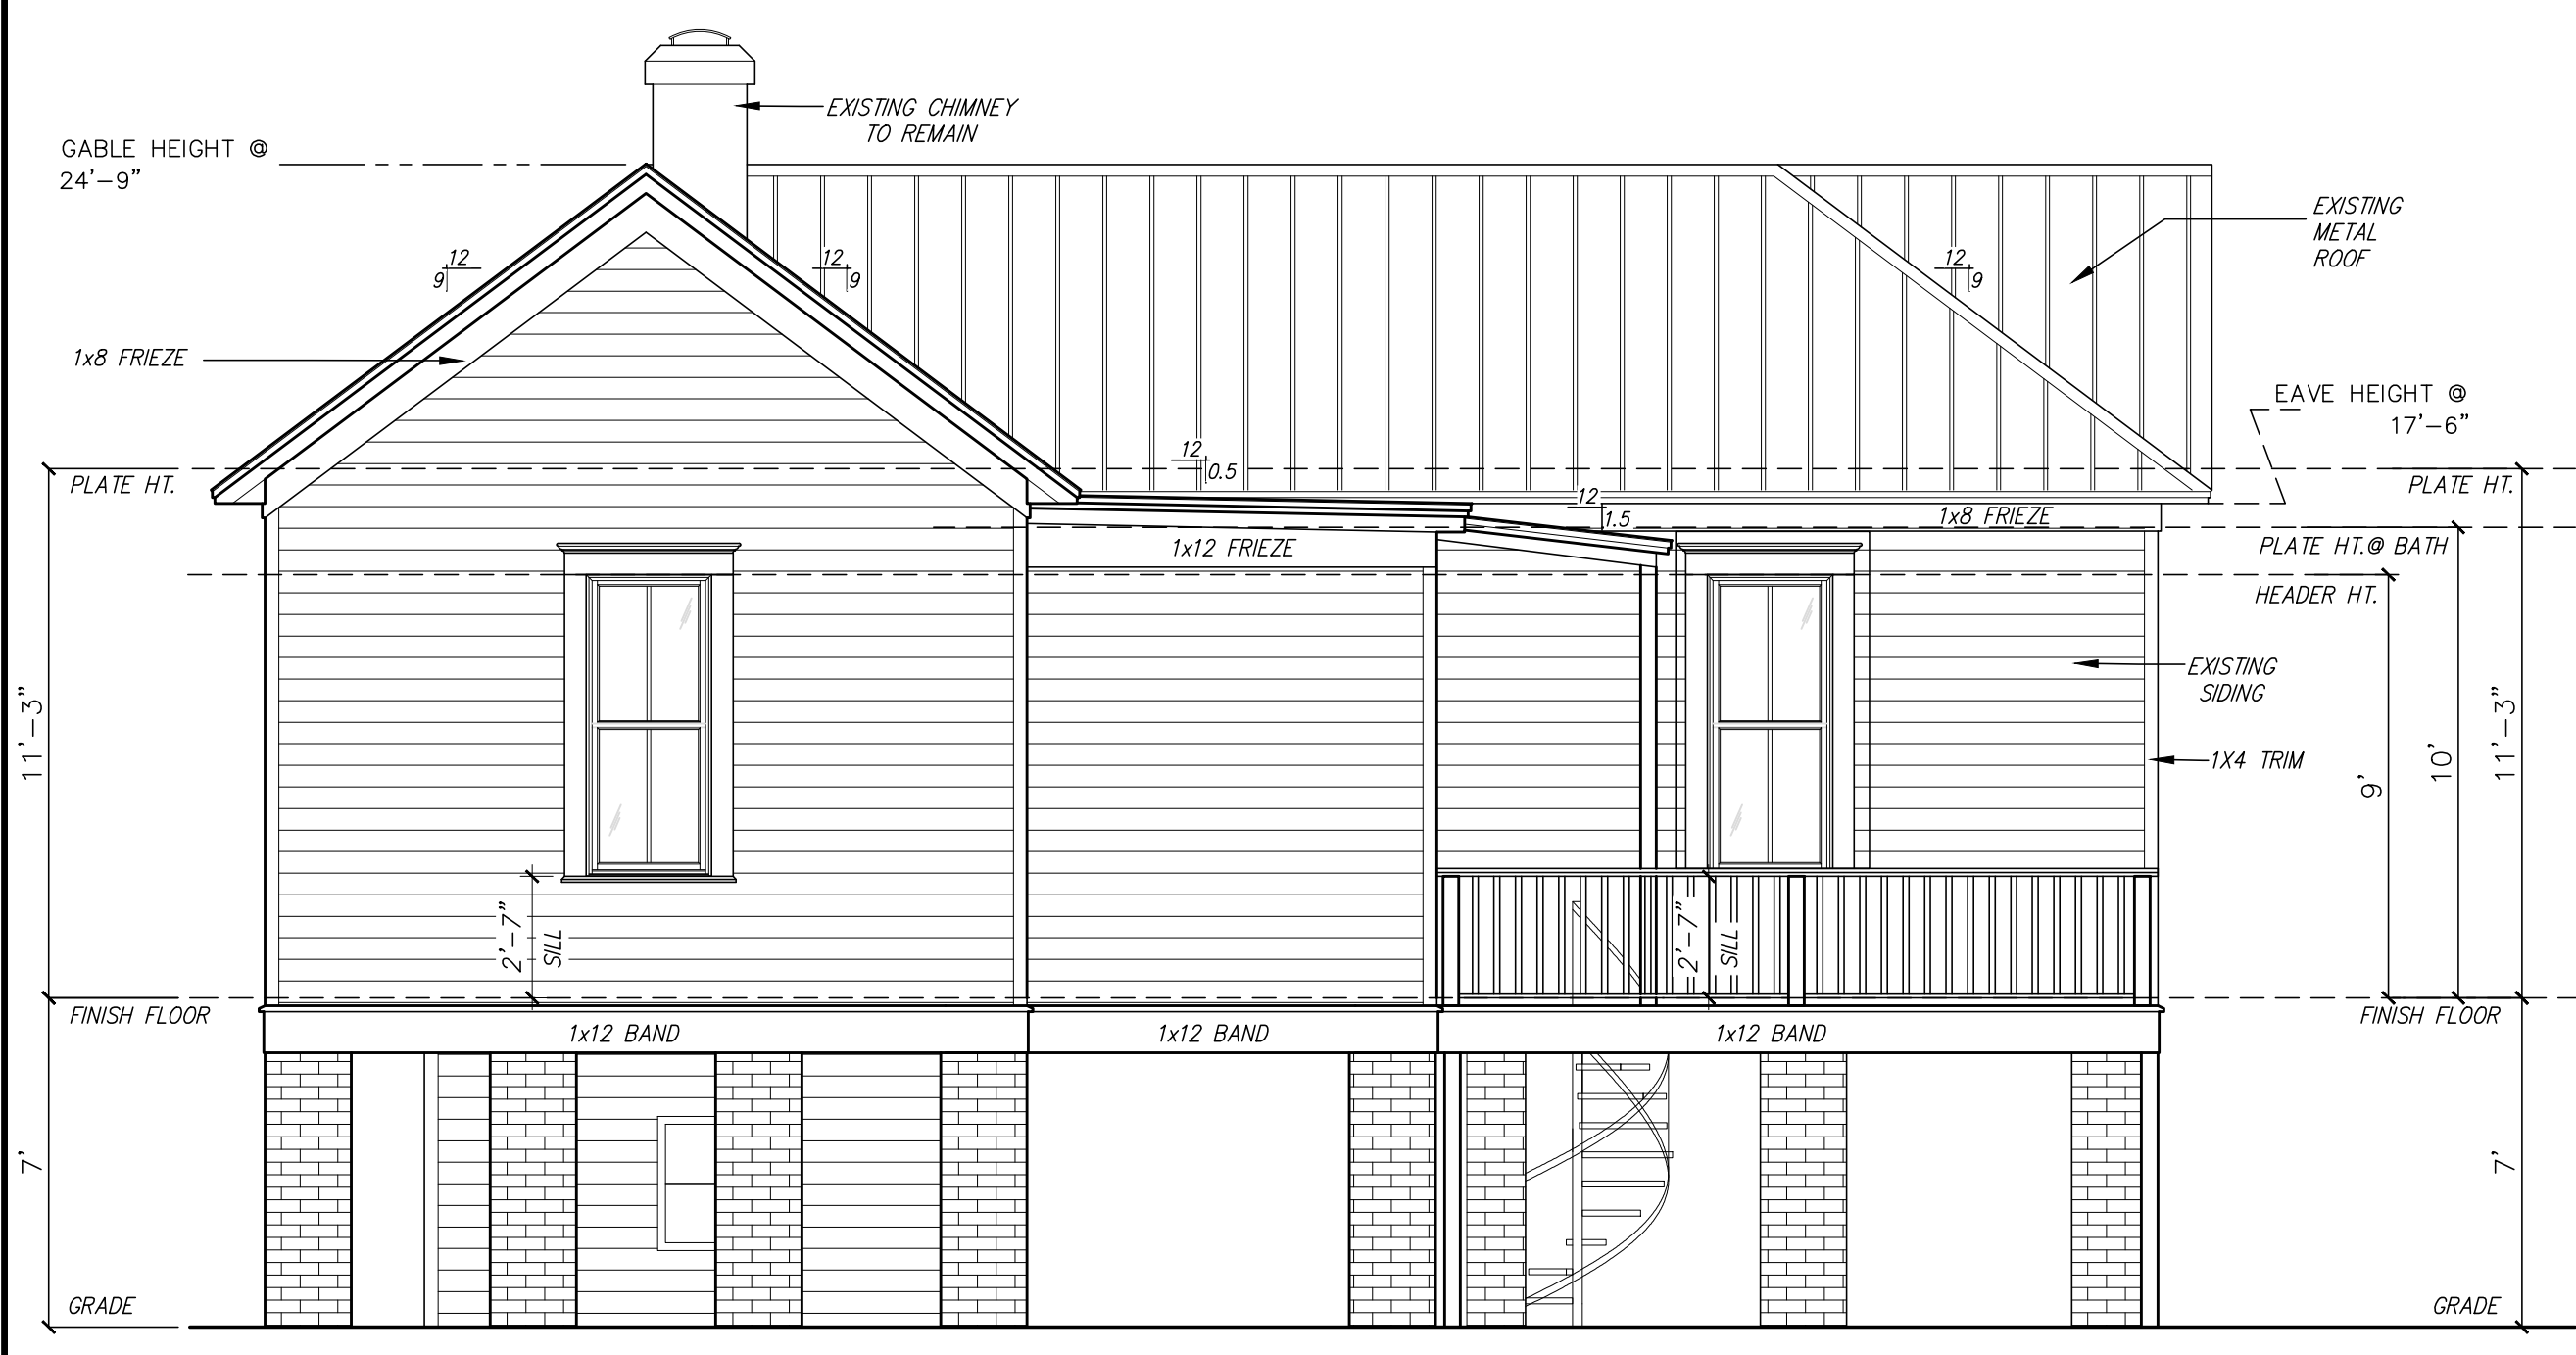 EXISTING CHIMNEY
TO REMAIN
GABLE HEIGHT @
24'-9"
EXISTING
METAL
ROOF
12
9
12
9
12
9
1x8 FRIEZE
EAVE HEIGHT @
17'-6"
12
0.5
PLATE HT.
PLATE HT.
12
1.5
1x8 FRIEZE
1x12 FRIEZE
PLATE HT.@ BATH
HEADER HT.
EXISTING
SIDING
11'-3"
1X4 TRIM
9'
10'
11'-3"
2'-7"
SILL
2'-7"
SILL
FINISH FLOOR
FINISH FLOOR
1x12 BAND
1x12 BAND
1x12 BAND
7'
7'
GRADE
GRADE